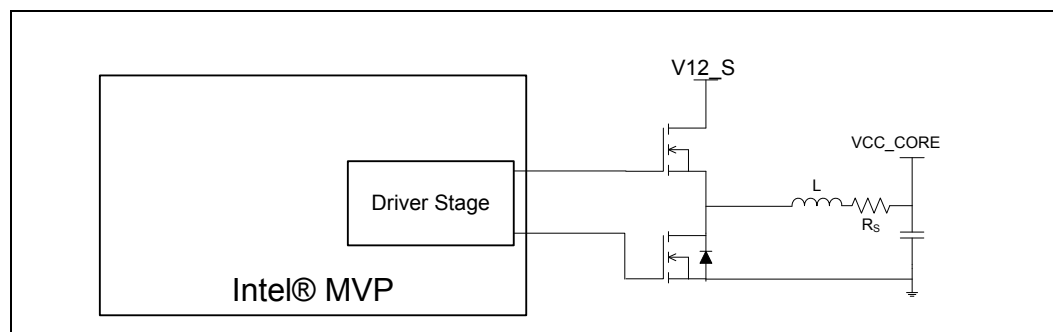 V12_S
VCC_CORE
L
Driver Stage
RS
Intel® MVP